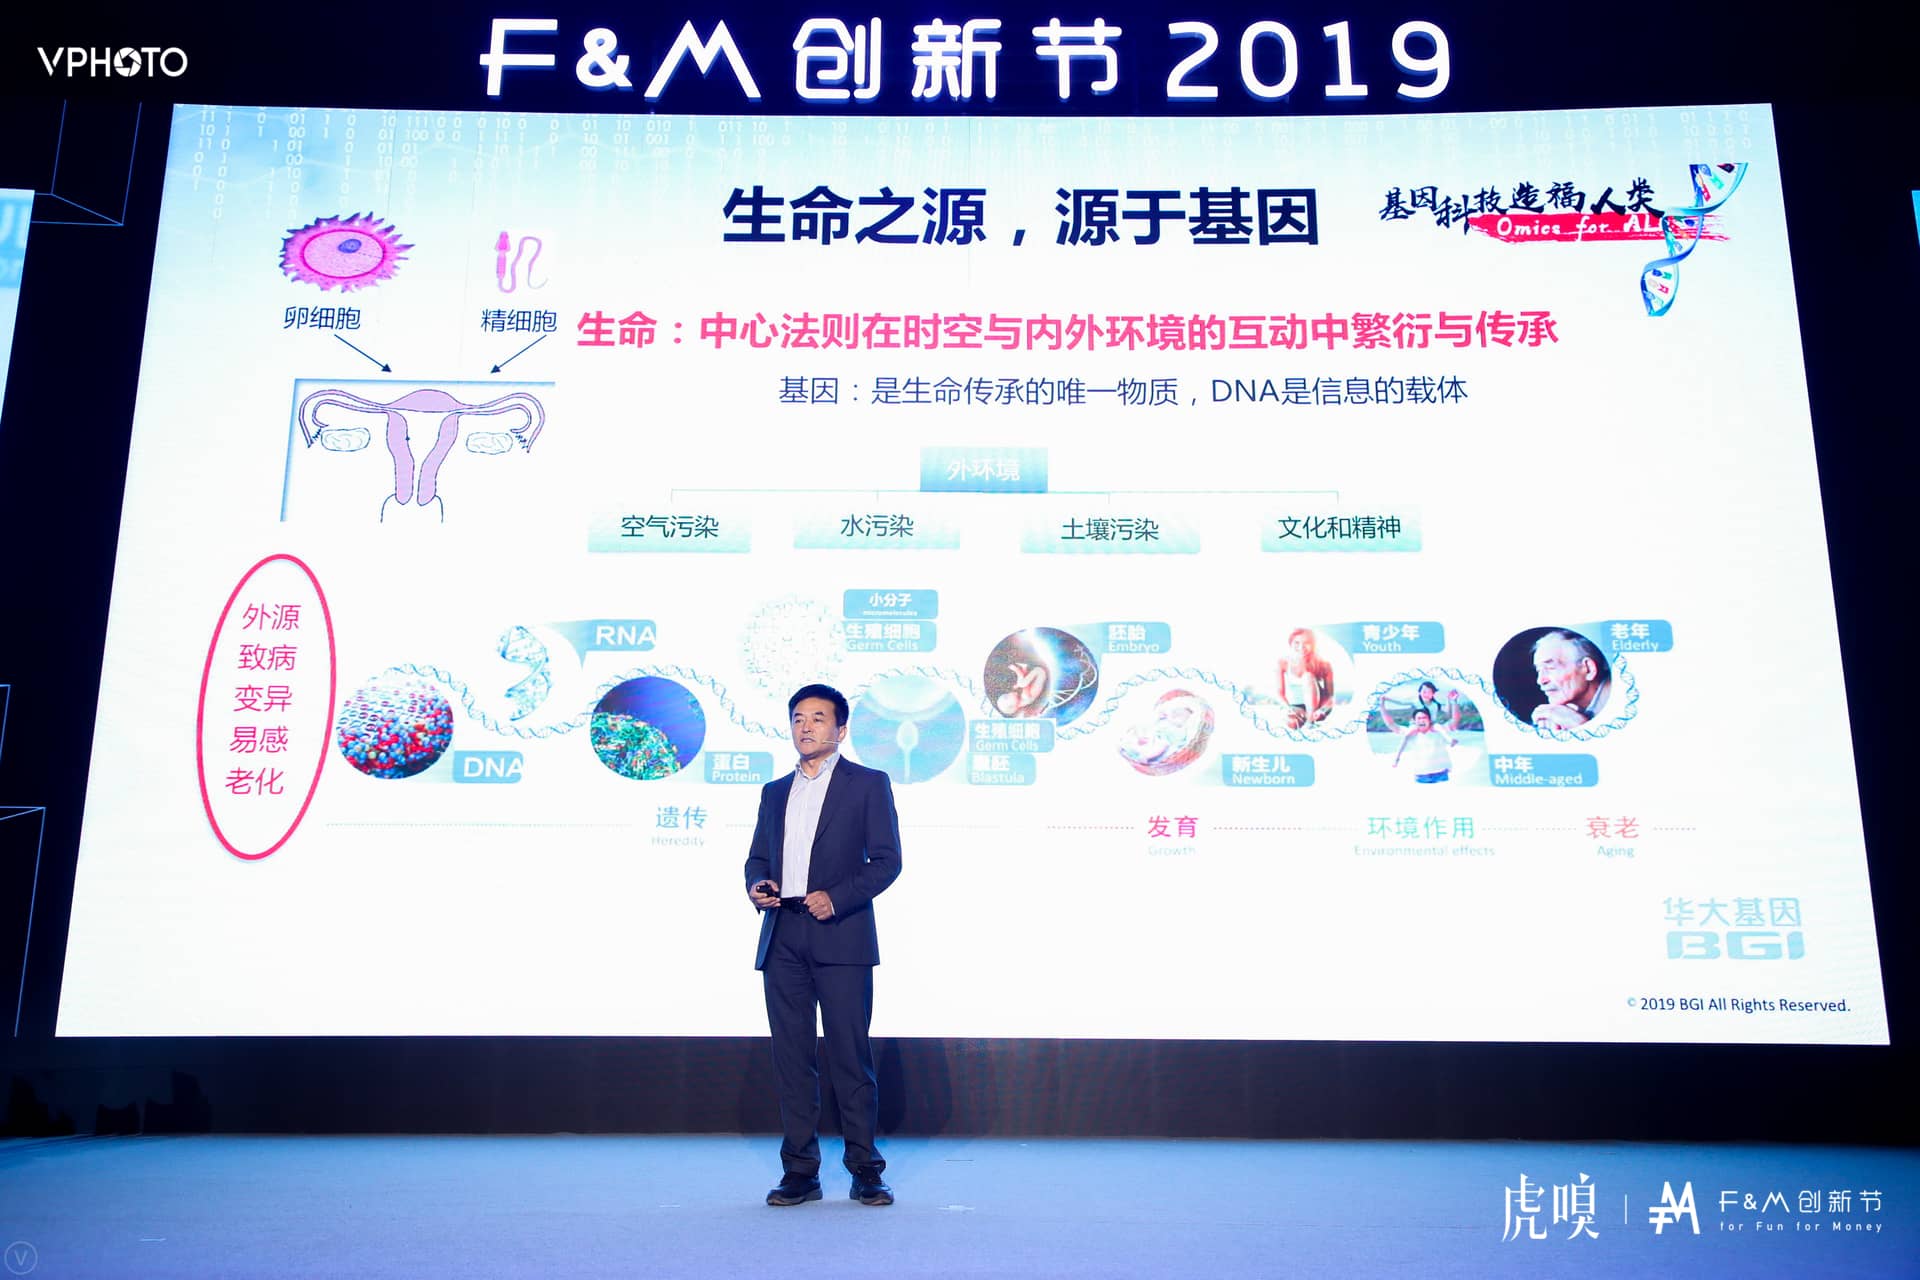 VPHOTO
F&M创新节2019
生命之源，源于基因
基因科技造福人类
Omics for AL
卵细胞
精细胞
生命：中心法则在时空与内外环境的互动中繁衍与传承
基因：是生命传承的唯一物质，DNA是信息的载体
外环境
空气污染
水污染
土壤污染
文化和精神
外源
致病
变异
易感
老化
DNA
RNA
蛋白
Protein
小分子
micromolecules
生殖细胞
Germ Cells
生殖细胞
Germ Cells
囊胚
Blastula
胚胎
Embryo
新生儿
Newborn
青少年
Youth
中年
Middle-aged
老年
Elderly
遗传
Heredity
发育
Growth
环境作用
Environmental effects
衰老
Aging
华大基因
BGI
© 2019 BGI All Rights Reserved.
虎嗅
F&M创新节
for Fun for Money
V